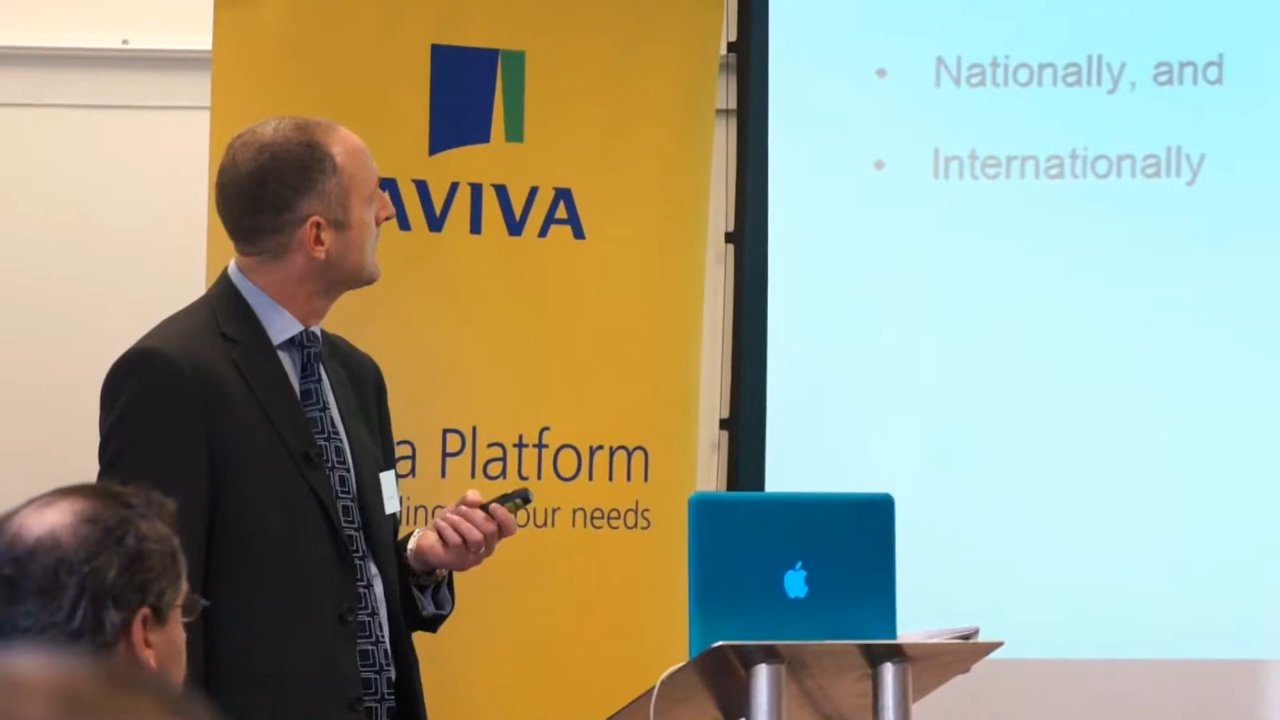 AVIVA
a Platform
our needs
• Nationally, and
• Internationally